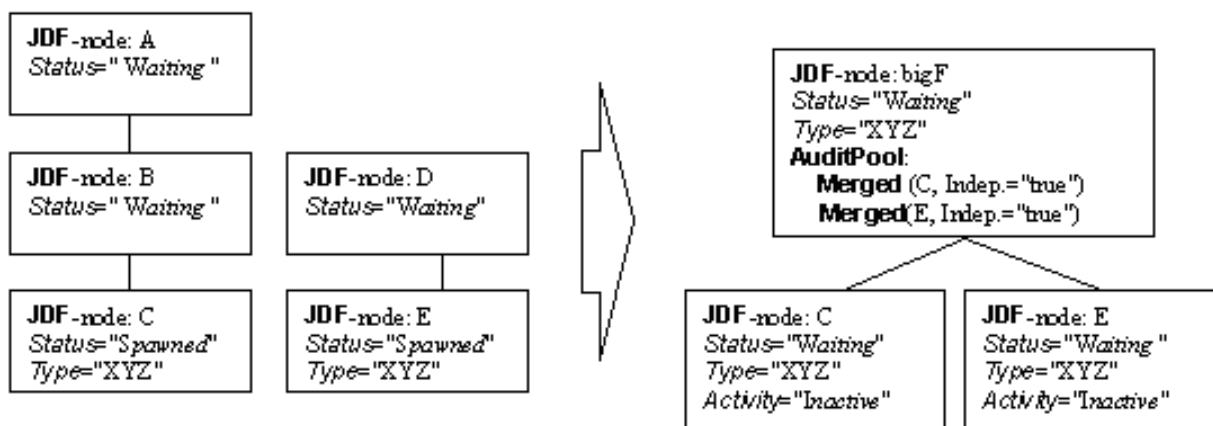 JDF-node: A
Status=" Waiting "
JDF-node: B
Status=" Waiting "
JDF-node: C
Status="Spawned"
Type="XYZ"
JDF-node: D
Status="Waiting"
JDF-node: E
Status="Spawned"
Type="XYZ"
JDF-node: bigF
Status="Waiting"
Type="XYZ"
AuditPool:
Merged (C, Indep.="true")
Merged(E, Indep.="true")
JDF-node: C
Status="Waiting"
Type="XYZ"
Activity="Inactive"
JDF-node: E
Status="Waiting "
Type="XYZ"
Activity="Inactive"